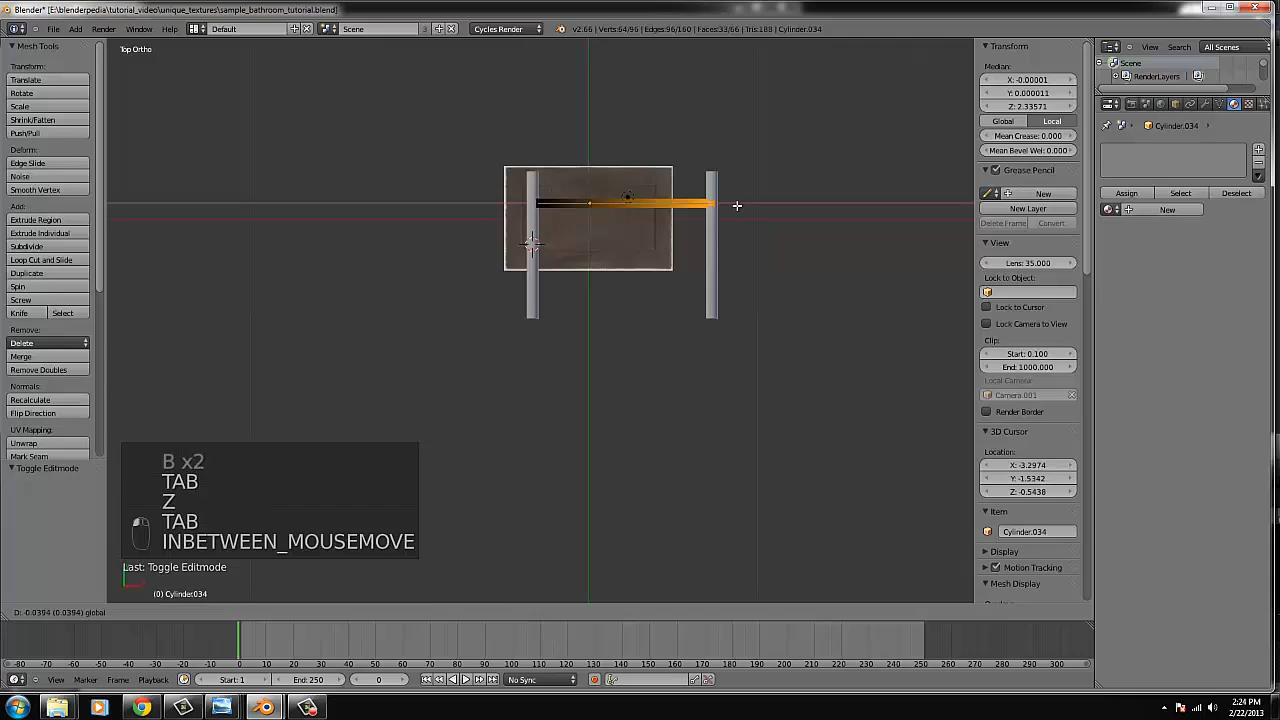 Blender* [E:\blenderpedia\tutorial_video\unique_textures\sample_bathroom_tutorial.blend]
File Add Render Window Help Default Scene 3 Cycles Render v2.66 | Verts:64/96 | Edges:96/160 | Faces:33/66 | Tris:188 | Cylinder.034
Mesh Tools
Transform:
Translate
Rotate
Scale
Shrink/Fatten
Push/Pull
Deform:
Edge Slide
Noise
Smooth Vertex
Add:
Extrude Region
Extrude Individual
Subdivide
Loop Cut and Slide
Duplicate
Spin
Screw
Knife Select
Remove:
Delete
Merge
Remove Doubles
Normals:
Recalculate
Flip Direction
UV Mapping:
Unwrap
Mark Seam
Toggle Editmode
Top Ortho
B x2
TAB
Z
TAB
INBETWEEN_MOUSEMOVE
Last: Toggle Editmode
(0) Cylinder.034
D: -0.0394 (0.0394) global
Transform
Median:
X: -0.00001
Y: 0.000011
Z: 2.33571
Global Local
Mean Crease: 0.000
Mean Bevel Wei: 0.000
Grease Pencil
New
New Layer
Delete Frame Convert
View
Lens: 35.000
Lock to Object:
Lock to Cursor
Lock Camera to View
Clip:
Start: 0.100
End: 1000.000
Local Camera:
Camera.001
Render Border
3D Cursor
Location:
X: -3.2974
Y: -1.5342
Z: -0.5438
Item
Cylinder.034
Display
Motion Tracking
Mesh Display
View Search All Scenes
Scene
RenderLayers
Cylinder.034
Assign Select Deselect
New
-80 -70 -60 -50 -40 -30 -20 -10 0 10 20 30 40 50 60 70 80 90 100 110 120 130 140 150 160 170 180 190 200 210 220 230 240 250 260 270 280 290 300
View Marker Frame Playback Start: 1 End: 250 0 No Sync
2:24 PM
2/22/2013